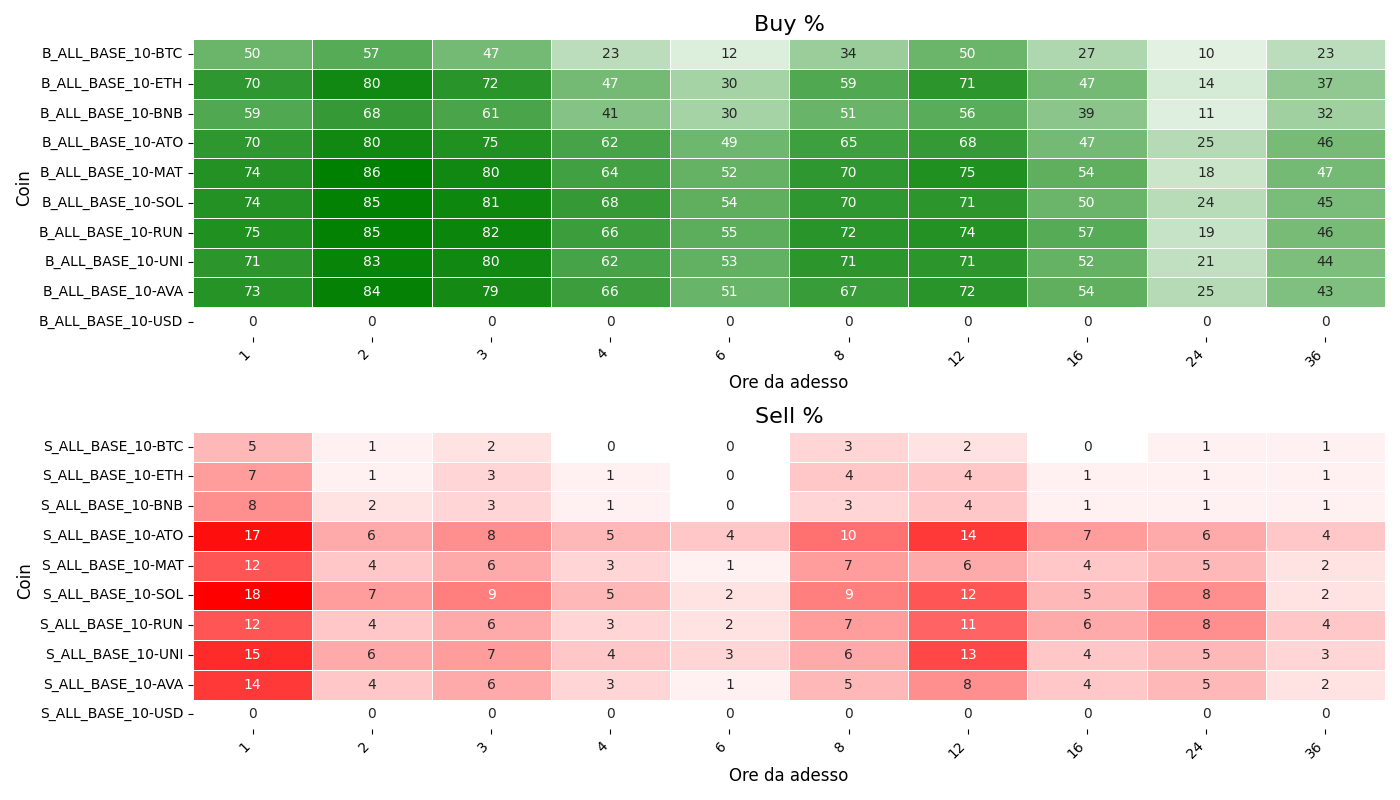 Buy %
Coin
B_ALL_BASE_10-BTC 50 57 47 23 12 34 50 27 10 23
B_ALL_BASE_10-ETH 70 80 72 47 30 59 71 47 14 37
B_ALL_BASE_10-BNB 59 68 61 41 30 51 56 39 11 32
B_ALL_BASE_10-ATO 70 80 75 62 49 65 68 47 25 46
B_ALL_BASE_10-MAT 74 86 80 64 52 70 75 54 18 47
B_ALL_BASE_10-SOL 74 85 81 68 54 70 71 50 24 45
B_ALL_BASE_10-RUN 75 85 82 66 55 72 74 57 19 46
B_ALL_BASE_10-UNI 71 83 80 62 53 71 71 52 21 44
B_ALL_BASE_10-AVA 73 84 79 66 51 67 72 54 25 43
B_ALL_BASE_10-USD 0 0 0 0 0 0 0 0 0 0
1 2 3 4 6 8 12 16 24 36
Ore da adesso
Sell %
Coin
S_ALL_BASE_10-BTC 5 1 2 0 0 3 2 0 1 1
S_ALL_BASE_10-ETH 7 1 3 1 0 4 4 1 1 1
S_ALL_BASE_10-BNB 8 2 3 1 0 3 4 1 1 1
S_ALL_BASE_10-ATO 17 6 8 5 4 10 14 7 6 4
S_ALL_BASE_10-MAT 12 4 6 3 1 7 6 4 5 2
S_ALL_BASE_10-SOL 18 7 9 5 2 9 12 5 8 2
S_ALL_BASE_10-RUN 12 4 6 3 2 7 11 6 8 4
S_ALL_BASE_10-UNI 15 6 7 4 3 6 13 4 5 3
S_ALL_BASE_10-AVA 14 4 6 3 1 5 8 4 5 2
S_ALL_BASE_10-USD 0 0 0 0 0 0 0 0 0 0
1 2 3 4 6 8 12 16 24 36
Ore da adesso